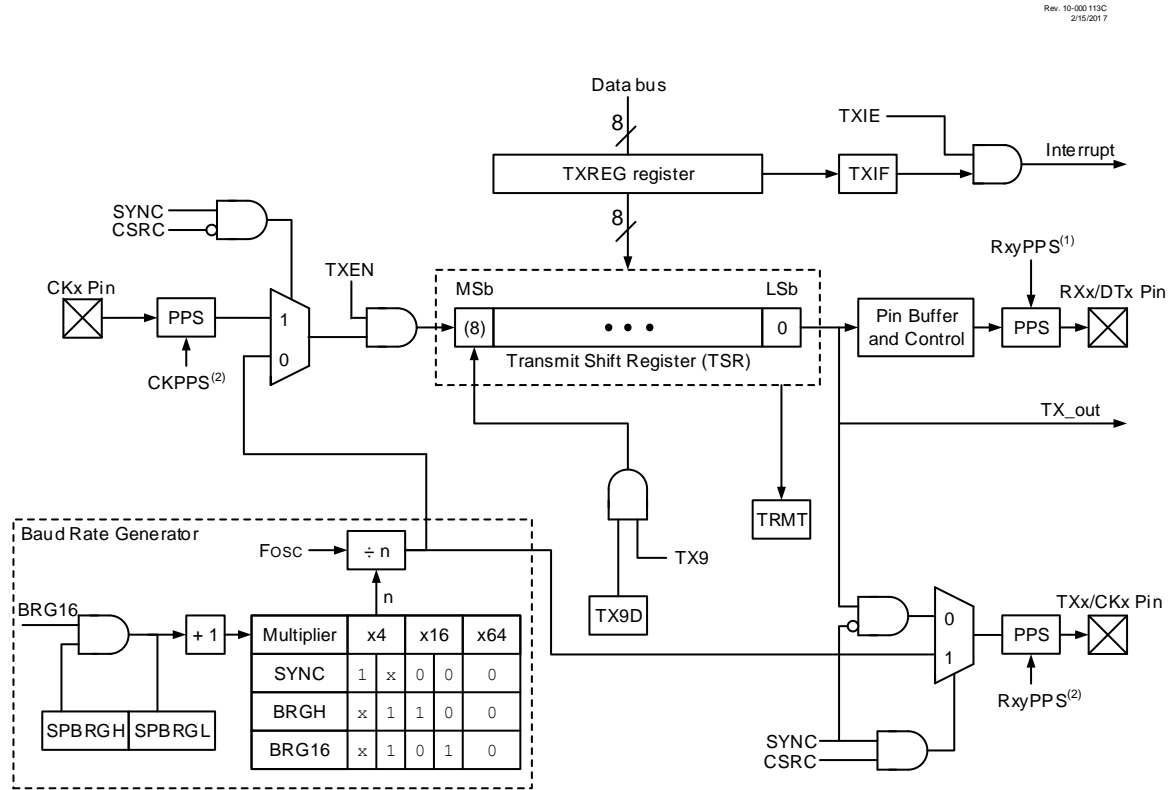 Rev. 10-000 113C
2/15/2017
Data bus
8
TXIE
Interrupt
TXREG register
TXIF
SYNC
CSRC
8
RxyPPS(1)
TXEN
CKx Pin
MSb
LSb
RXx/DTx Pin
PPS
1
(8)
• • •
0
Pin Buffer
and Control
PPS
0
Transmit Shift Register (TSR)
CKPPS(2)
TX_out
TRMT
Baud Rate Generator
Fosc
÷ n
TX9
n
BRG16
TX9D
TXx/CKx Pin
+ 1
Multiplier x4 x16 x64
0
PPS
SYNC 1 x 0 0 0
1
BRGH x 1 1 0 0
RxyPPS(2)
SPBRGH SPBRGL
BRG16 x 1 0 1 0
SYNC
CSRC